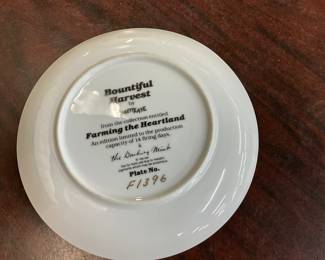 Bountiful
Harvest
by
from the collection entitled
Farming the Heartland
An edition limited to the production
capacity of 14 firing days.
The Danbury Mint
Plate No.
F1396